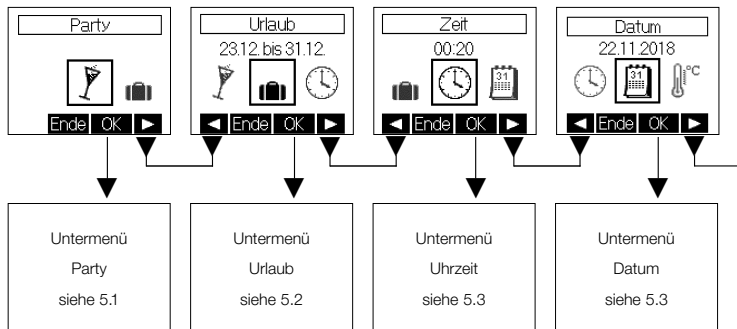 Party
Ende OK
Urlaub
23.12. bis 31.12.
Ende OK
Zeit
00:20
31
Ende OK
Datum
22.11.2018
31
°C
Ende OK
Untermenü
Party
siehe 5.1
Untermenü
Urlaub
siehe 5.2
Untermenü
Uhrzeit
siehe 5.3
Untermenü
Datum
siehe 5.3